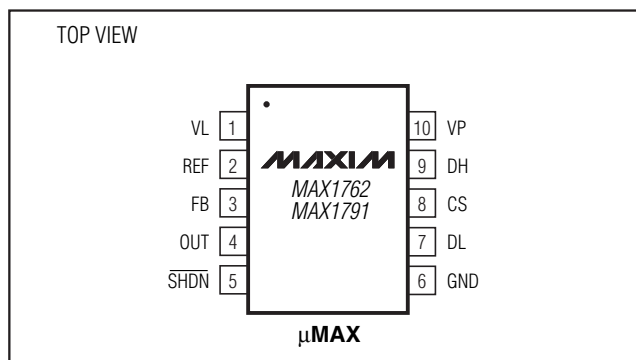 TOP VIEW
VL 1 10 VP
MAXIM
REF 2 9 DH
MAX1762
MAX1791
FB 3 8 CS
OUT 4 7 DL
SHDN 5 6 GND
μMAX